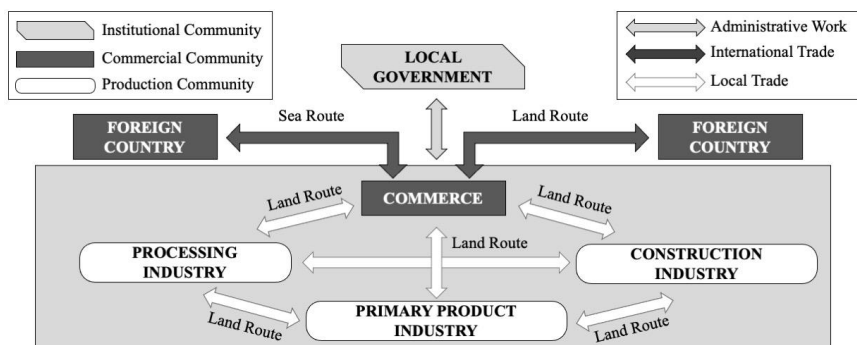 Institutional Community
Commercial Community
Production Community
LOCAL
GOVERNMENT
Administrative Work
International Trade
Local Trade
FOREIGN
COUNTRY
Sea Route
Land Route
FOREIGN
COUNTRY
COMMERCE
Land Route
Land Route
Land Route
PROCESSING
INDUSTRY
CONSTRUCTION
INDUSTRY
Land Route
PRIMARY PRODUCT
INDUSTRY
Land Route